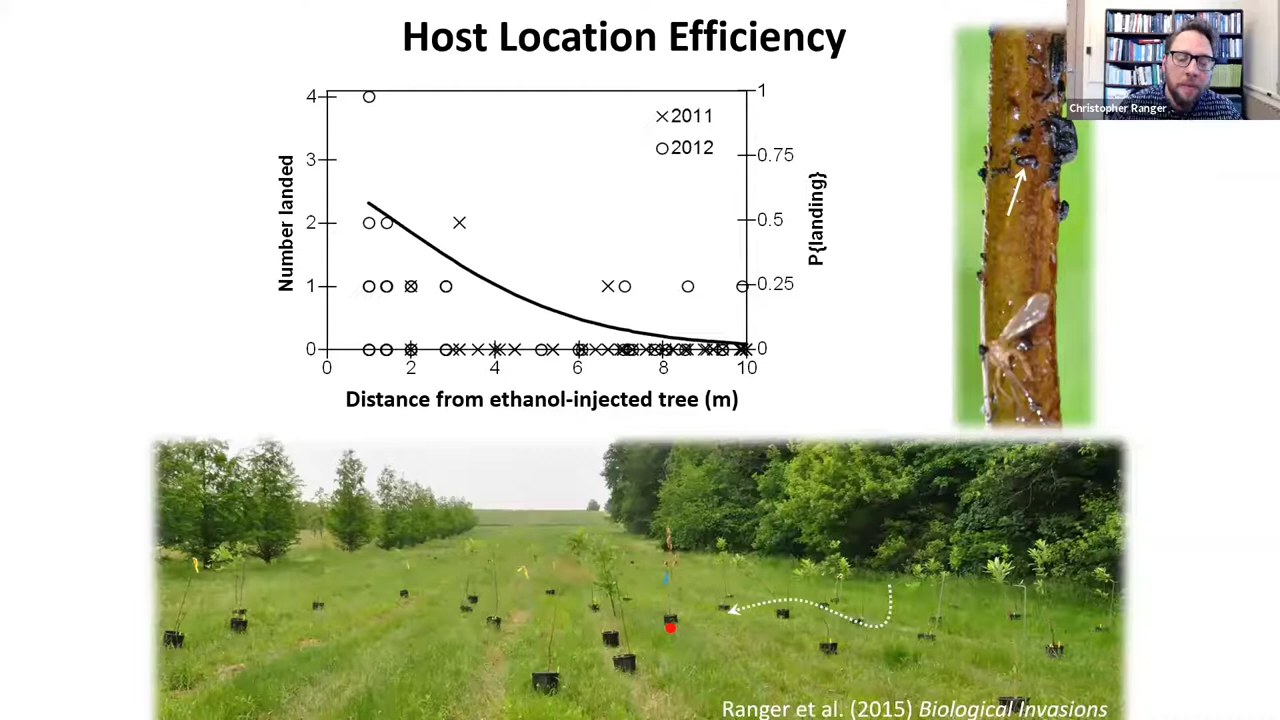 Host Location Efficiency
Christopher Ranger
Number landed
4
3
2
1
0
× 2011
○ 2012
1
0.75
0.5
0.25
0
P{landing}
0 2 4 6 8 10
Distance from ethanol-injected tree (m)
Ranger et al. (2015) Biological Invasions